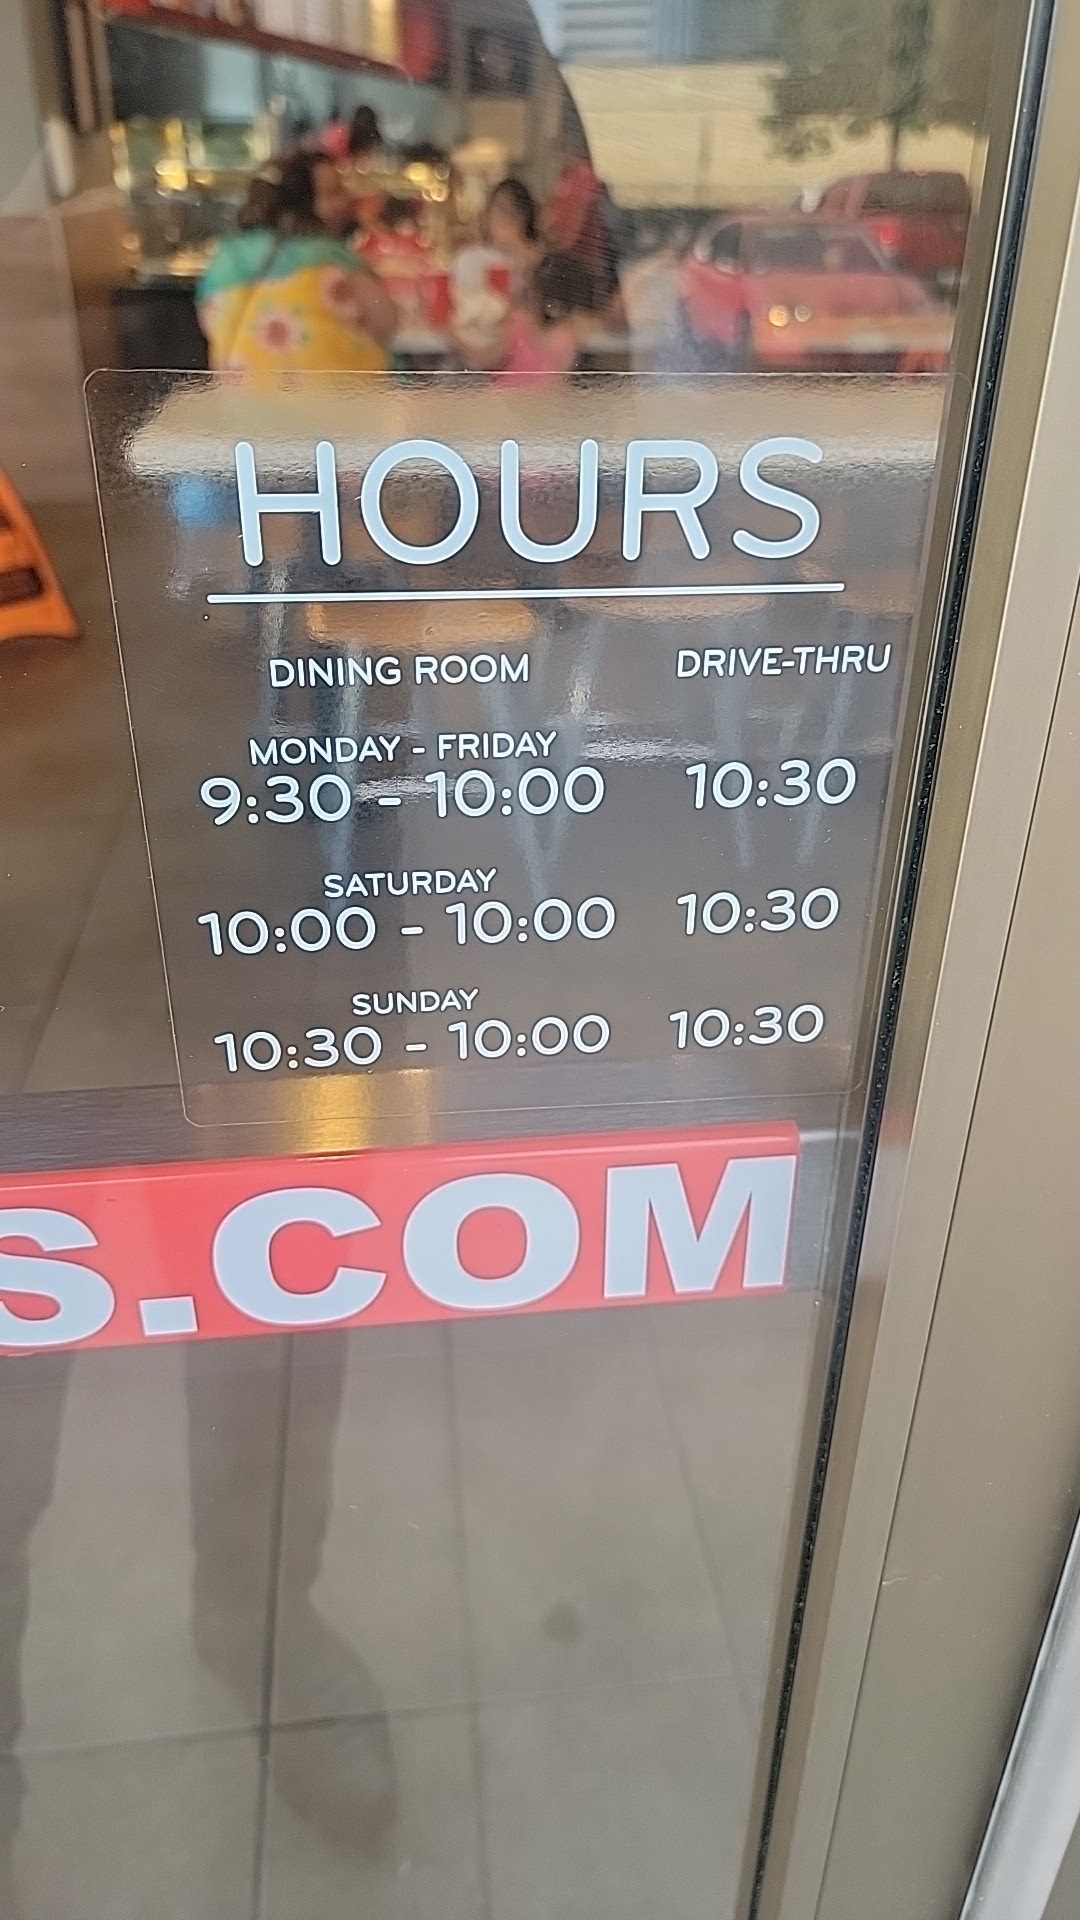 HOURS
DINING ROOM DRIVE-THRU
MONDAY - FRIDAY
9:30 - 10:00 10:30
SATURDAY
10:00 - 10:00 10:30
SUNDAY
10:30 - 10:00 10:30
S.COM